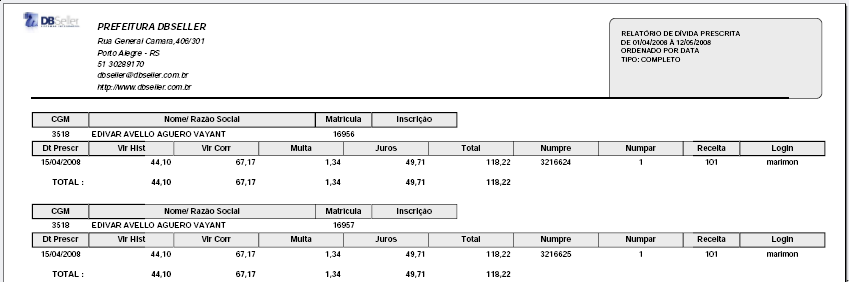 DBSeller
PREFEITURA DBSELLER
Rua General Camara,406/301
Porto Alegre - RS
51 30289170
dbseller@dbseller.com.br
http://www.dbseller.com.br
RELATÓRIO DE DÍVIDA PRESCRITA
DE 01/04/2008 À 12/05/2008
ORDENADO POR DATA
TIPO: COMPLETO
CGM Nome/ Razão Social Matrícula Inscrição
3518 EDIVAR AVELLO AGUERO VAYANT 16956
Dt Prescr Vlr Hist Vlr Corr Multa Juros Total Numpre Numpar Receita Login
15/04/2008 44,10 67,17 1,34 49,71 118,22 3216624 1 101 marimon
TOTAL : 44,10 67,17 1,34 49,71 118,22
CGM Nome/ Razão Social Matrícula Inscrição
3518 EDIVAR AVELLO AGUERO VAYANT 16957
Dt Prescr Vlr Hist Vlr Corr Multa Juros Total Numpre Numpar Receita Login
15/04/2008 44,10 67,17 1,34 49,71 118,22 3216625 1 101 marimon
TOTAL : 44,10 67,17 1,34 49,71 118,22